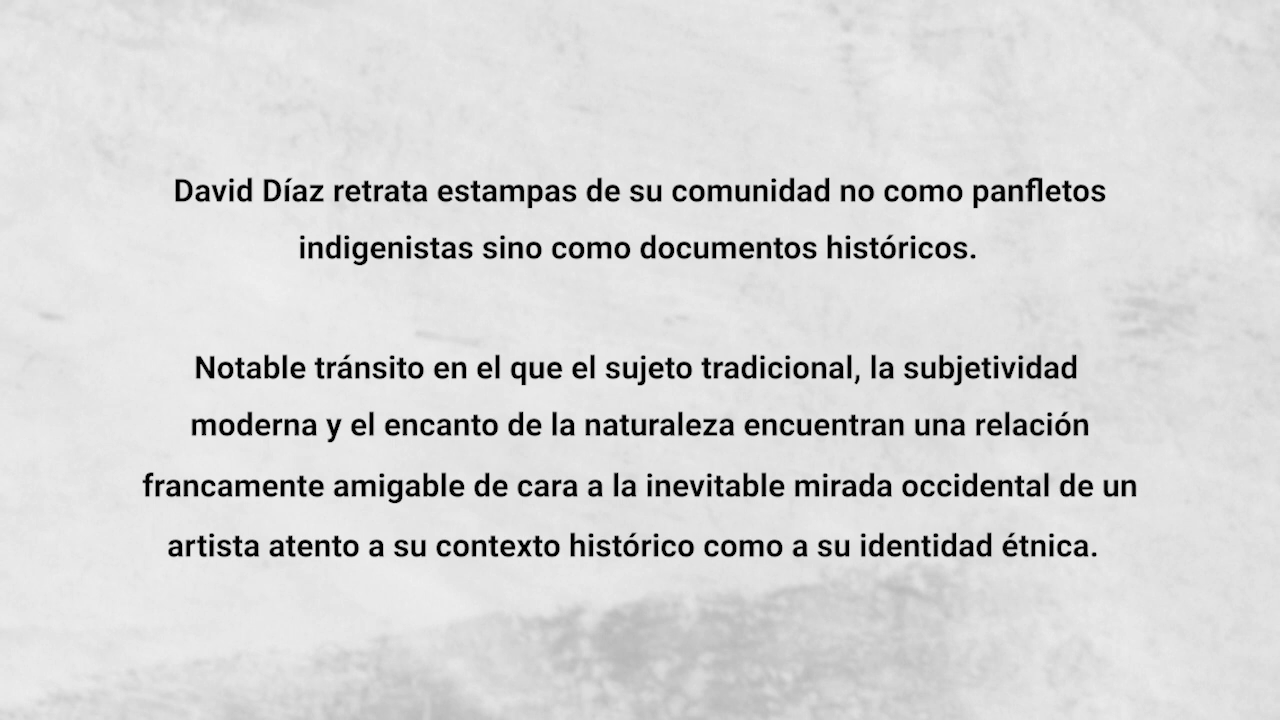 David Díaz retrata estampas de su comunidad no como panfletos
indigenistas sino como documentos históricos.
Notable tránsito en el que el sujeto tradicional, la subjetividad
moderna y el encanto de la naturaleza encuentran una relación
francamente amigable de cara a la inevitable mirada occidental de un
artista atento a su contexto histórico como a su identidad étnica.